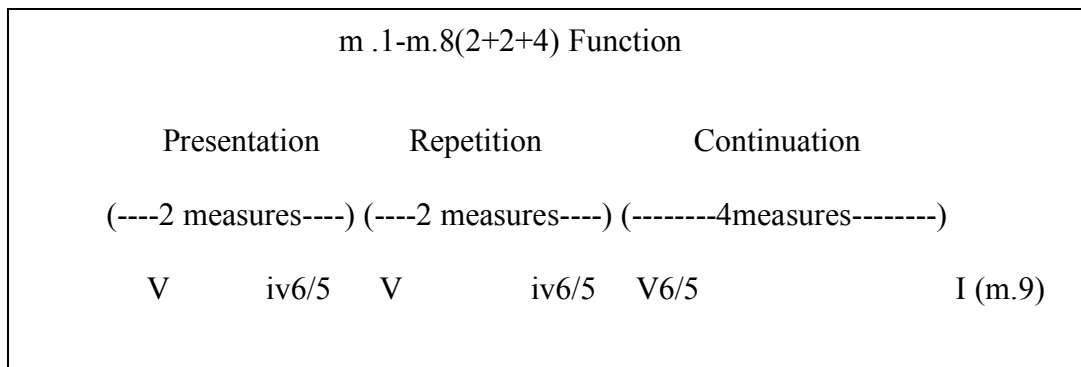 m .1-m.8(2+2+4) Function
Presentation Repetition Continuation
(----2 measures----) (----2 measures----) (--------4measures--------)
V iv6/5 V iv6/5 V6/5 I (m.9)